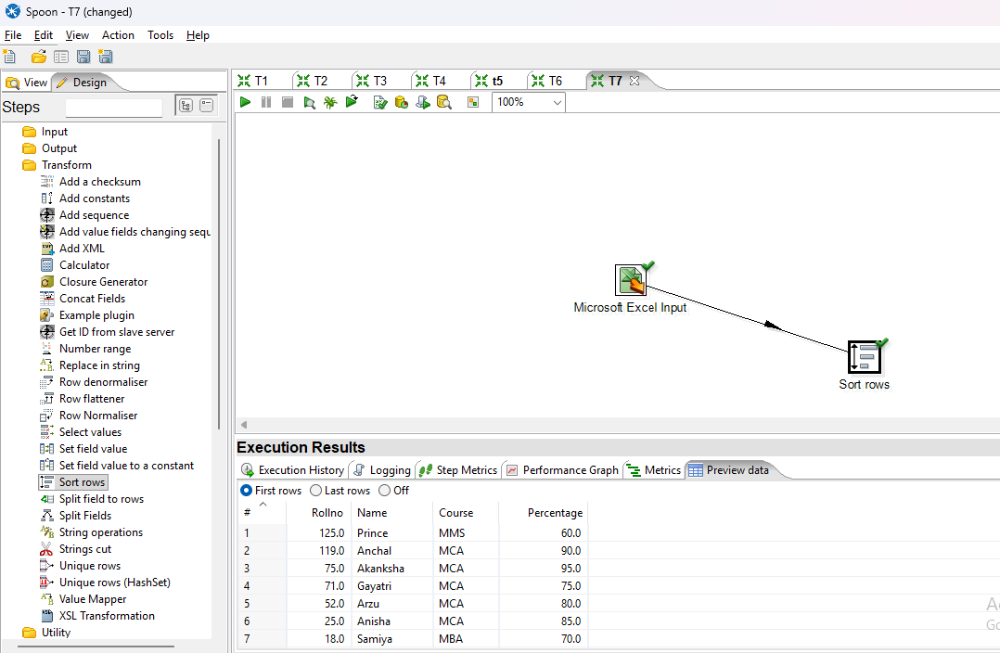 Spoon - T7 (changed)
File Edit View Action Tools Help
View Design
Steps
Input
Output
Transform
Add a checksum
Add constants
Add sequence
Add value fields changing sequ
Add XML
Calculator
Closure Generator
Concat Fields
Example plugin
Get ID from slave server
Number range
Replace in string
Row denormaliser
Row flattener
Row Normaliser
Select values
Set field value
Set field value to a constant
Sort rows
Split field to rows
Split Fields
String operations
Strings cut
Unique rows
Unique rows (HashSet)
Value Mapper
XSL Transformation
Utility
T1 T2 T3 T4 t5 T6 T7
100%
Microsoft Excel Input
Sort rows
Execution Results
Execution History Logging Step Metrics Performance Graph Metrics Preview data
First rows Last rows Off
# Rollno Name Course Percentage
1 125.0 Prince MMS 60.0
2 119.0 Anchal MCA 90.0
3 75.0 Akanksha MCA 95.0
4 71.0 Gayatri MCA 75.0
5 52.0 Arzu MCA 80.0
6 25.0 Anisha MCA 85.0
7 18.0 Samiya MBA 70.0